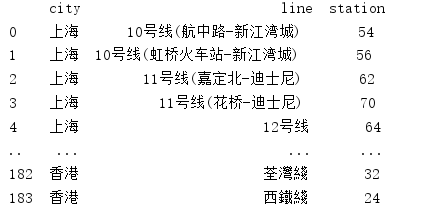 city line station
0 上海 10号线(航中路-新江湾城) 54
1 上海 10号线(虹桥火车站-新江湾城) 56
2 上海 11号线(嘉定北-迪士尼) 62
3 上海 11号线(花桥-迪士尼) 70
4 上海 12号线 64
.. ... ... ...
182 香港 荃灣綫 32
183 香港 西鐵綫 24